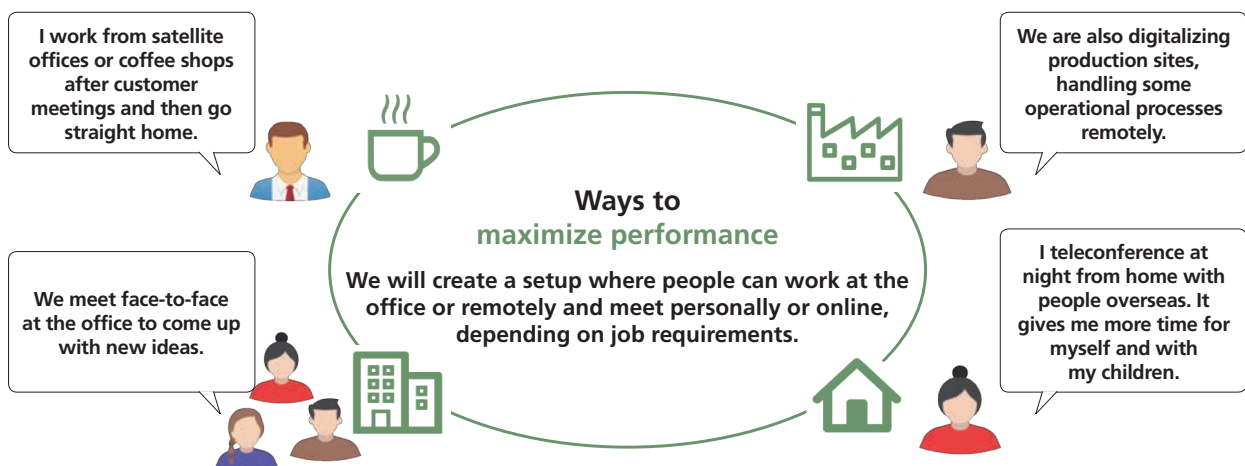 I work from satellite
offices or coffee shops
after customer
meetings and then go
straight home.
We are also digitalizing
production sites,
handling some
operational processes
remotely.
Ways to
maximize performance
We will create a setup where people can work at the
office or remotely and meet personally or online,
depending on job requirements.
We meet face-to-face
at the office to come up
with new ideas.
I teleconference at
night from home with
people overseas. It
gives me more time for
myself and with
my children.